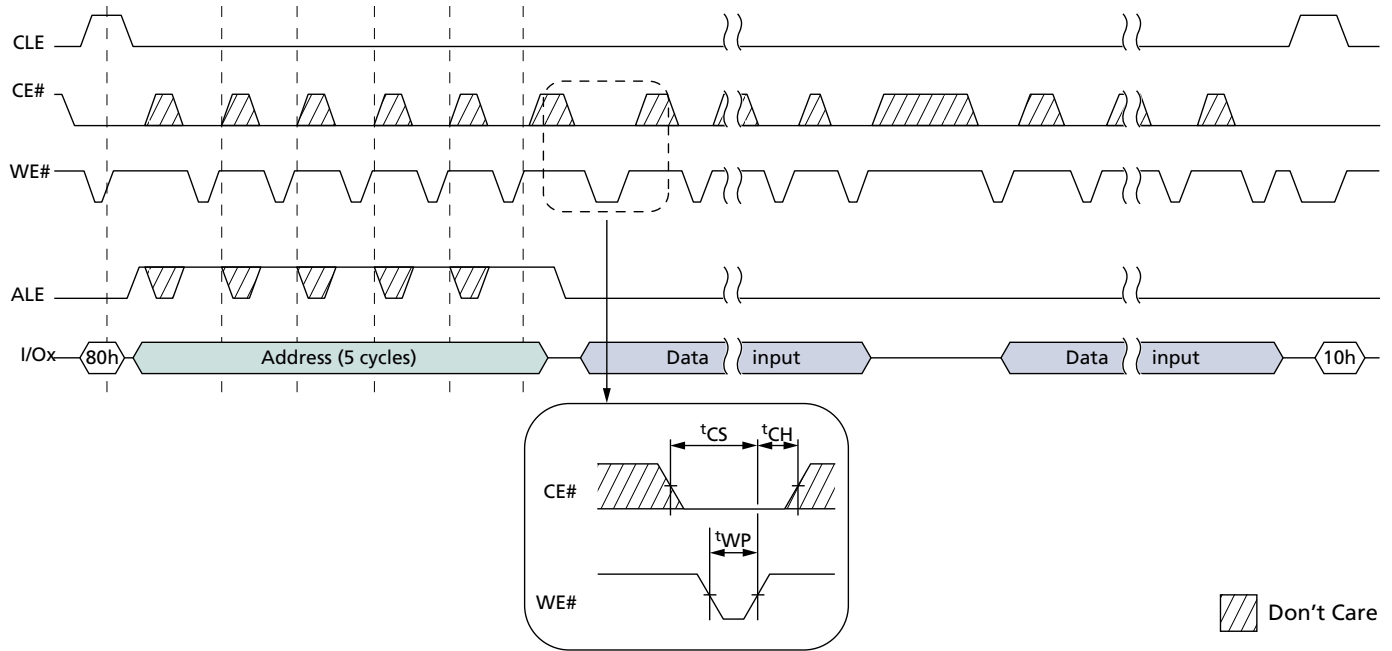 CLE
CE#
WE#
ALE
I/Ox
80h
Address (5 cycles)
Data input
Data input
10h
tCS
tCH
CE#
tWP
WE#
Don't Care